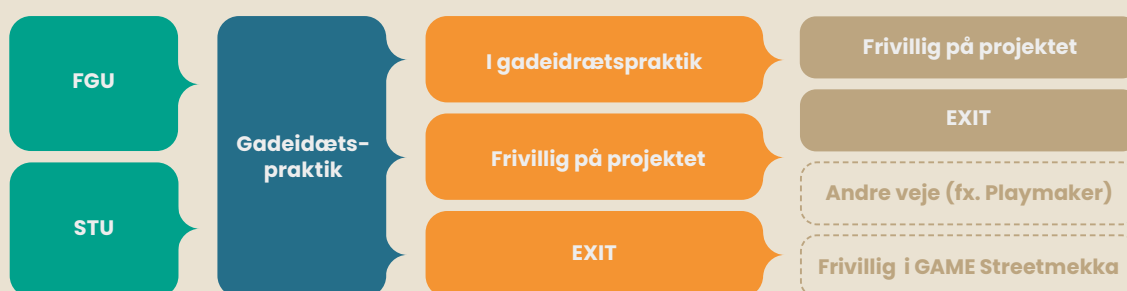 FGU
STU
Gadeidæts-
praktik
I gadeidrætspraktik
Frivillig på projektet
EXIT
Frivillig på projektet
EXIT
Andre veje (fx. Playmaker)
Frivillig i GAME Streetmekka